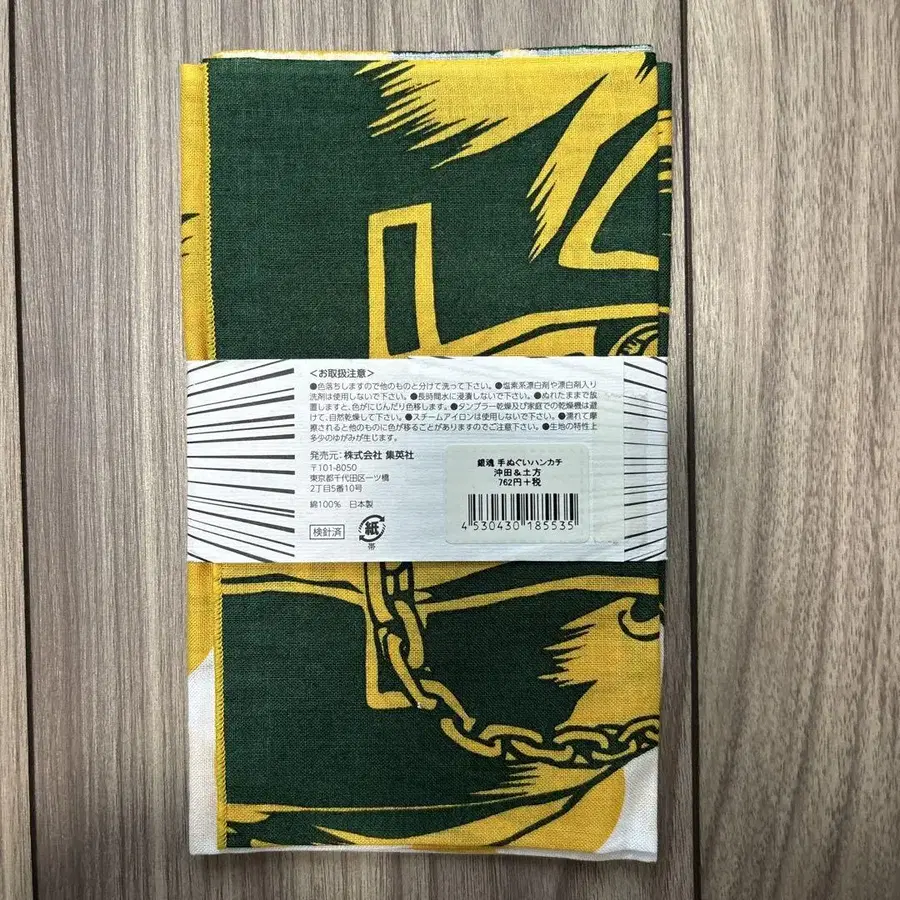 ＜お取扱注意＞
●色落ちしますので他のものと分けて洗って下さい。●塩素系漂白剤や漂白剤入り
洗剤は使用しないで下さい。●長時間水に浸漬しないで下さい。●ぬれたままで放
置しますと、色がにじんだり色移します。●タンブラー乾燥及び家庭での乾燥機は避
けて、自然乾燥して下さい。●スチームアイロンは使用しないで下さい。●濡れて摩
擦されると他のものに色が移ることがありますのでご注意下さい。●生地の特性上
多少のゆがみが生じます。
発売元：株式会社 集英社
〒101-8050
東京都千代田区一ツ橋
2丁目5番10号
綿100%　日本製
検針済
紙
帯
銀魂 手ぬぐいハンカチ
沖田＆土方
762円＋税
4 530430 185535